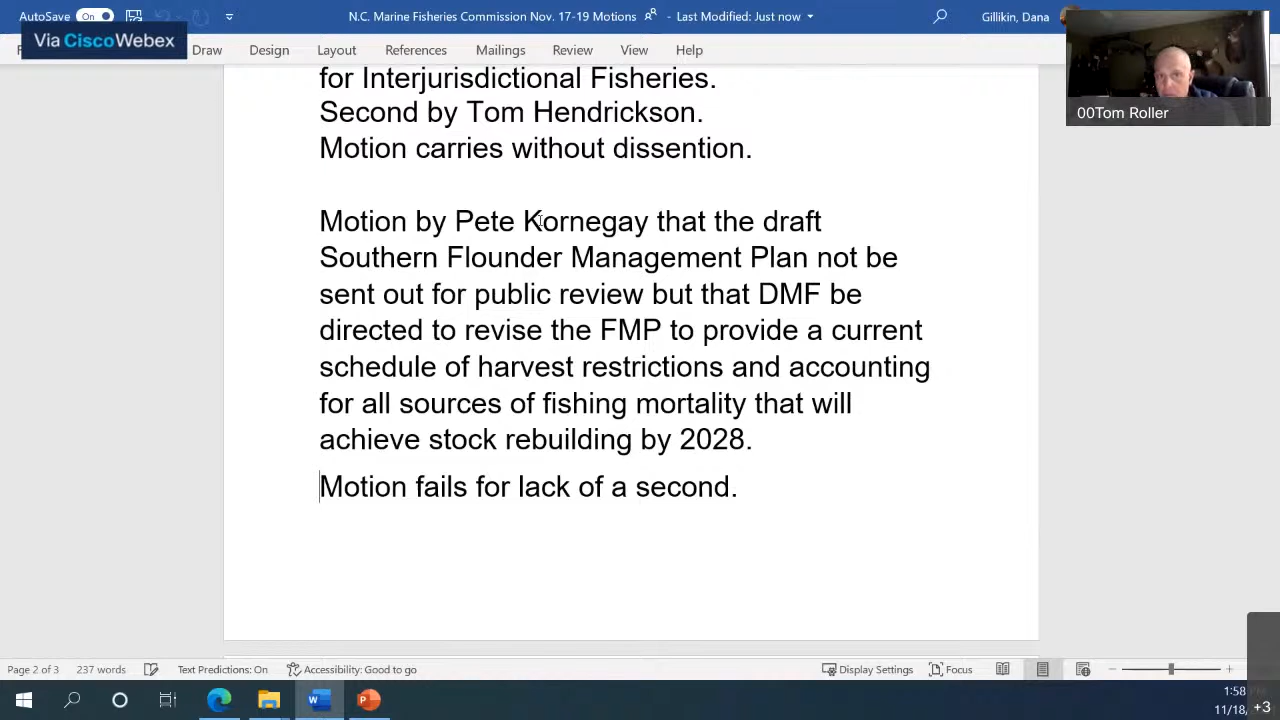 AutoSave On
N.C. Marine Fisheries Commission Nov. 17-19 Motions - Last Modified: Just now
Gillikin, Dana
Via CiscoWebex
Draw Design Layout References Mailings Review View Help
00Tom Roller
for Interjurisdictional Fisheries.
Second by Tom Hendrickson.
Motion carries without dissention.
Motion by Pete Kornegay that the draft
Southern Flounder Management Plan not be
sent out for public review but that DMF be
directed to revise the FMP to provide a current
schedule of harvest restrictions and accounting
for all sources of fishing mortality that will
achieve stock rebuilding by 2028.
Motion fails for lack of a second.
Page 2 of 3 237 words Text Predictions: On Accessibility: Good to go Display Settings Focus
1:58
11/18/
+3